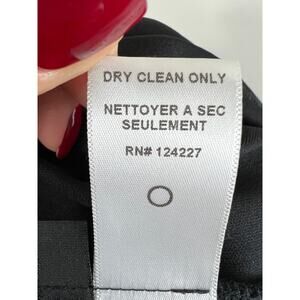 DRY CLEAN ONLY
NETTOYER A SEC
SEULEMENT
RN# 124227